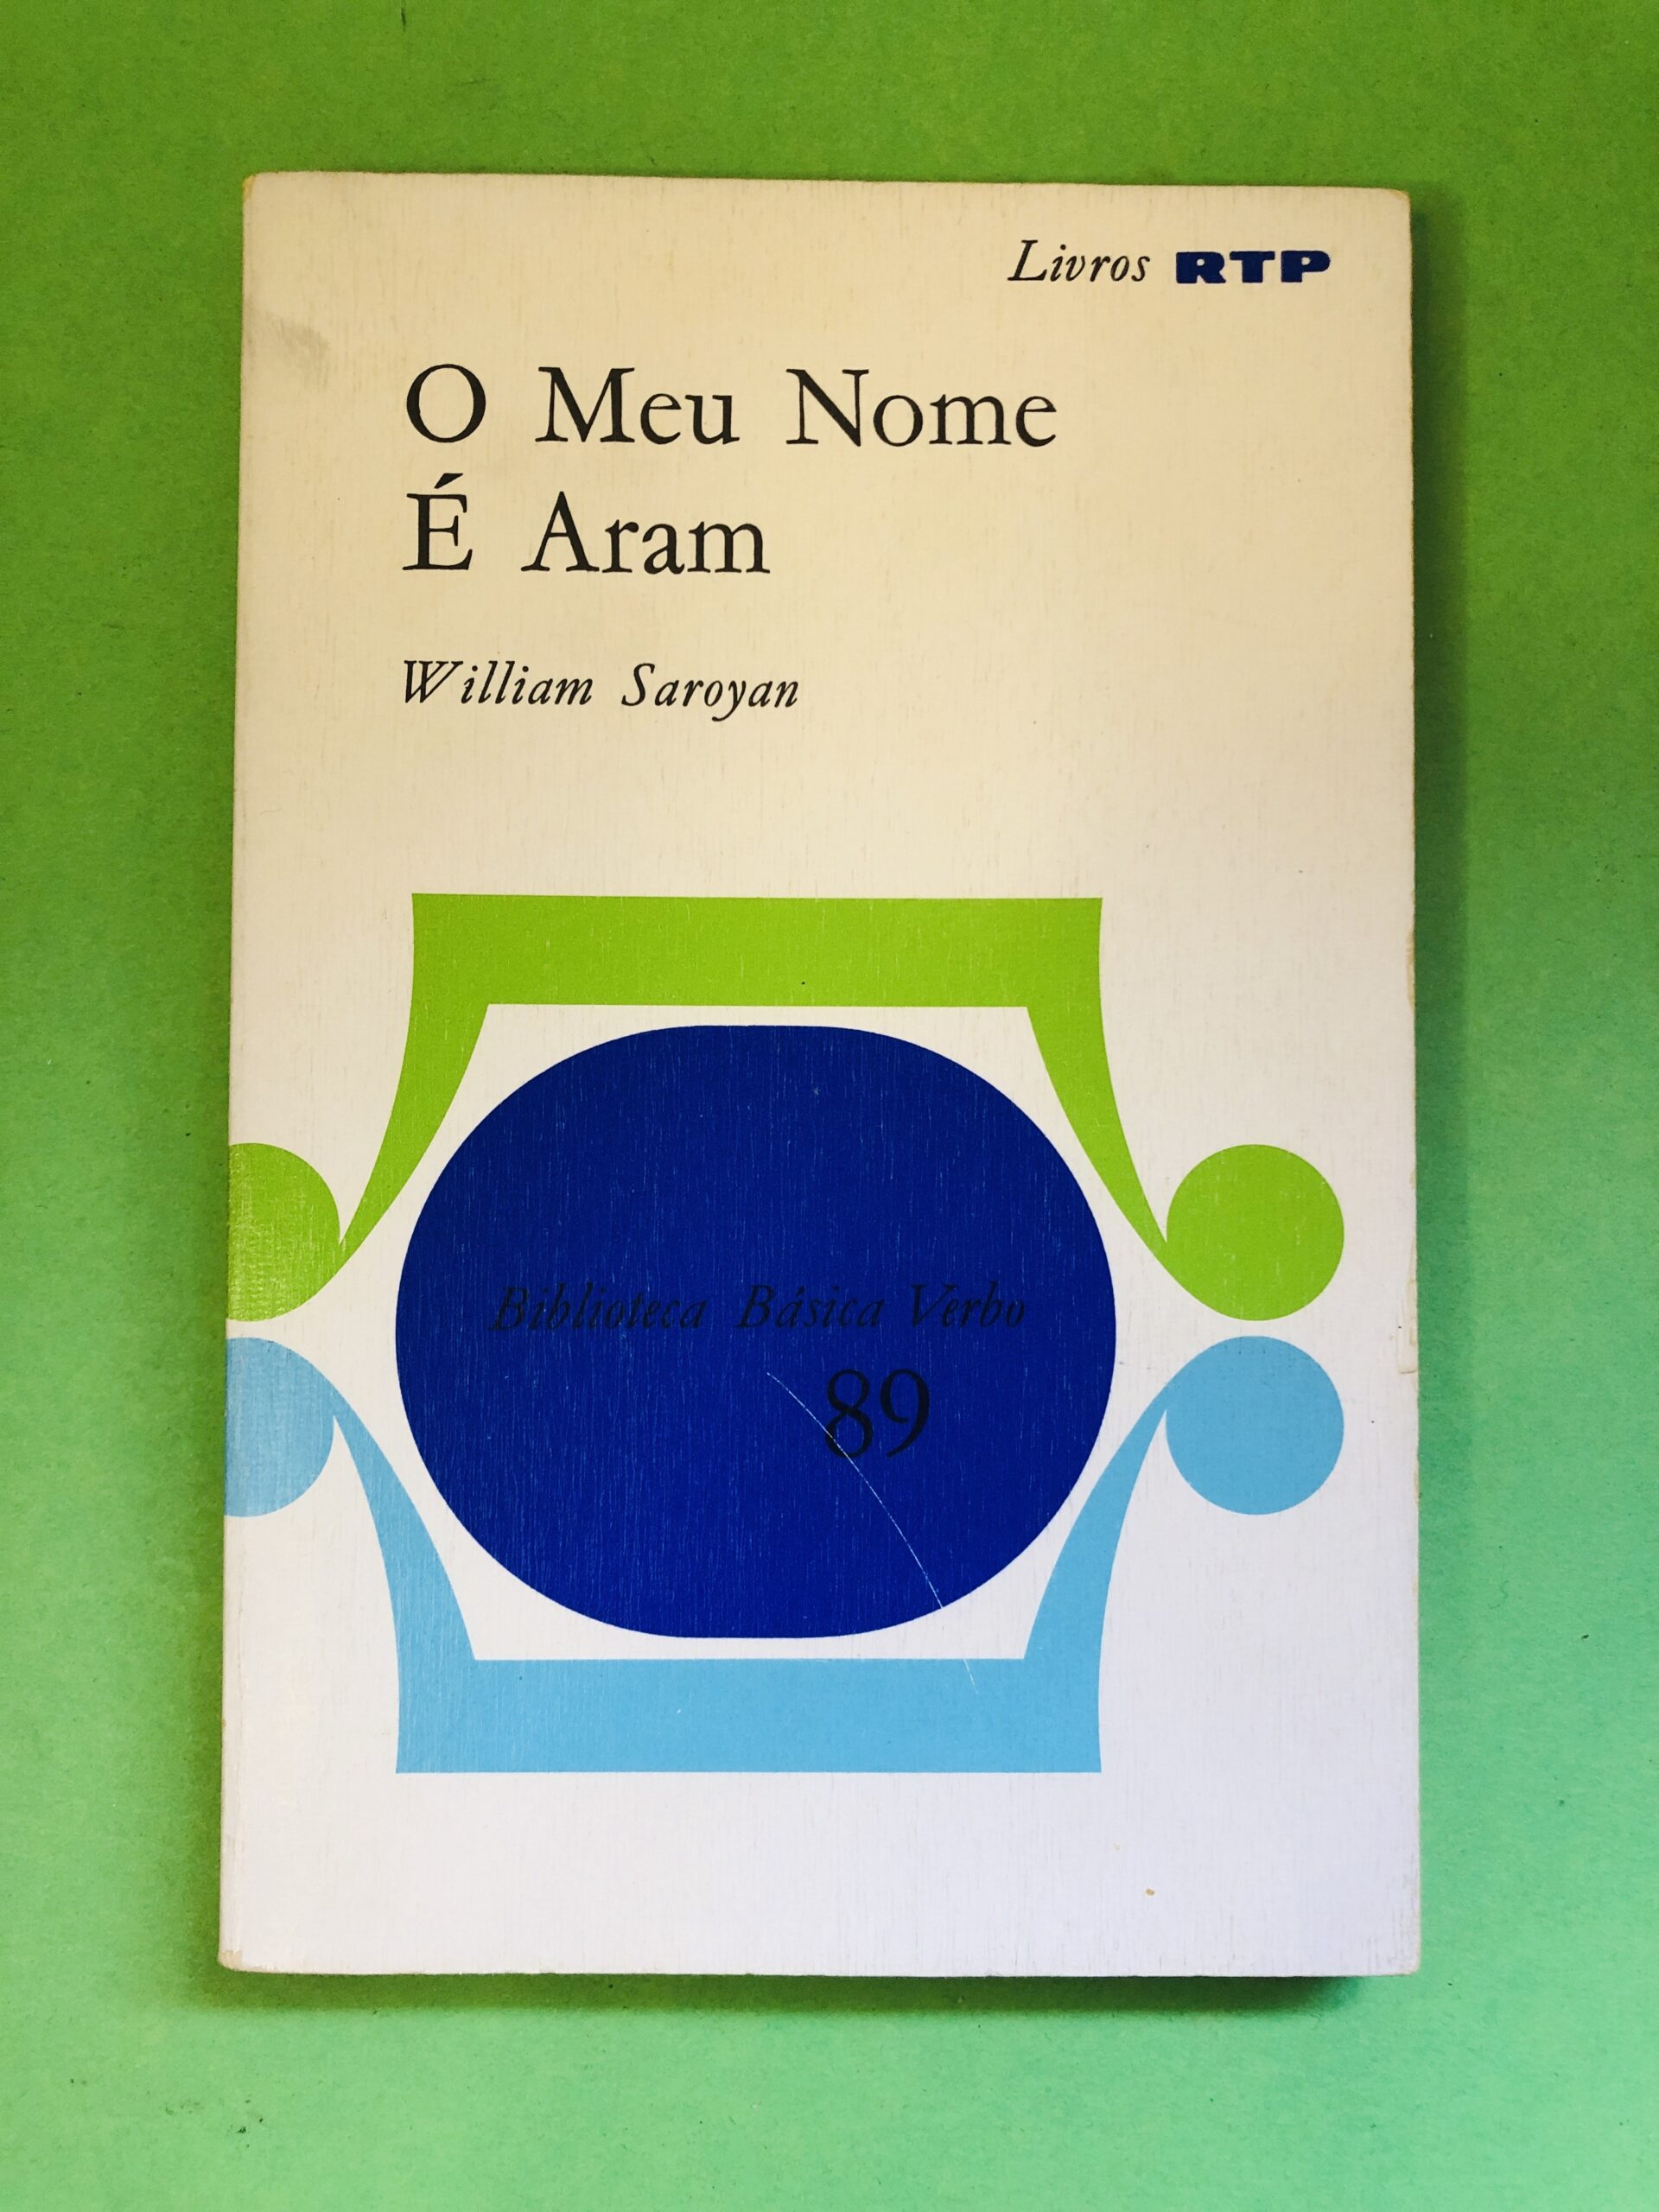 Livros RTP
O Meu Nome
É Aram
William Saroyan
Biblioteca Básica Verbo
89